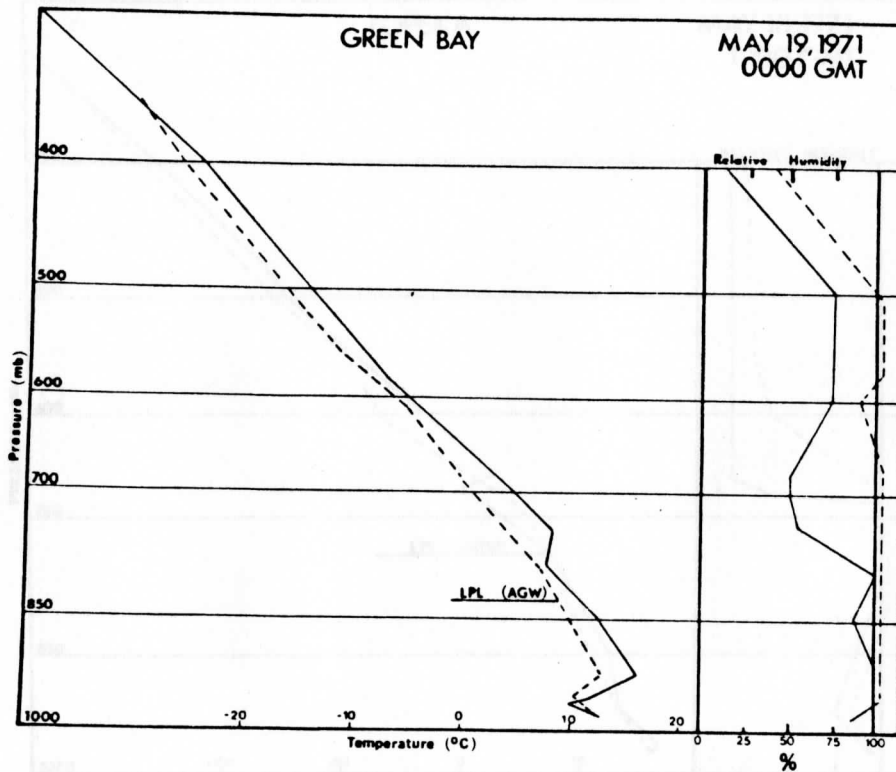 GREEN BAY
MAY 19, 1971
0000 GMT
400
Relative Humidity
500
600
Pressure (mb)
700
LPL (AGW)
850
1000
-20 -10 0 10 20
Temperature (°C)
0 25 50 75 100
%